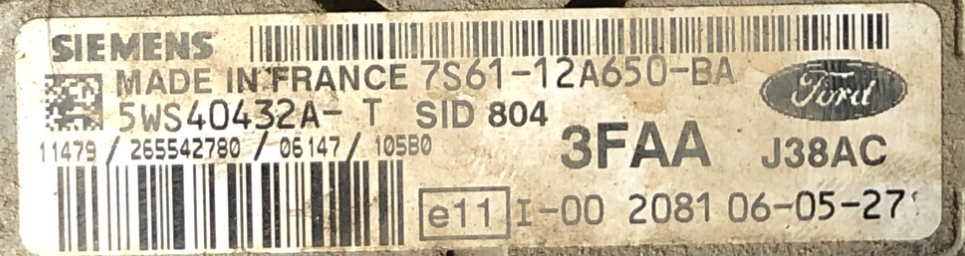 SIEMENS
MADE IN FRANCE 7S61-12A650-BA
Ford
5WS40432A- T SID 804
11479 / 265542780 / 06147 / 105B0
3FAA J38AC
e11 I-00 2081 06-05-27